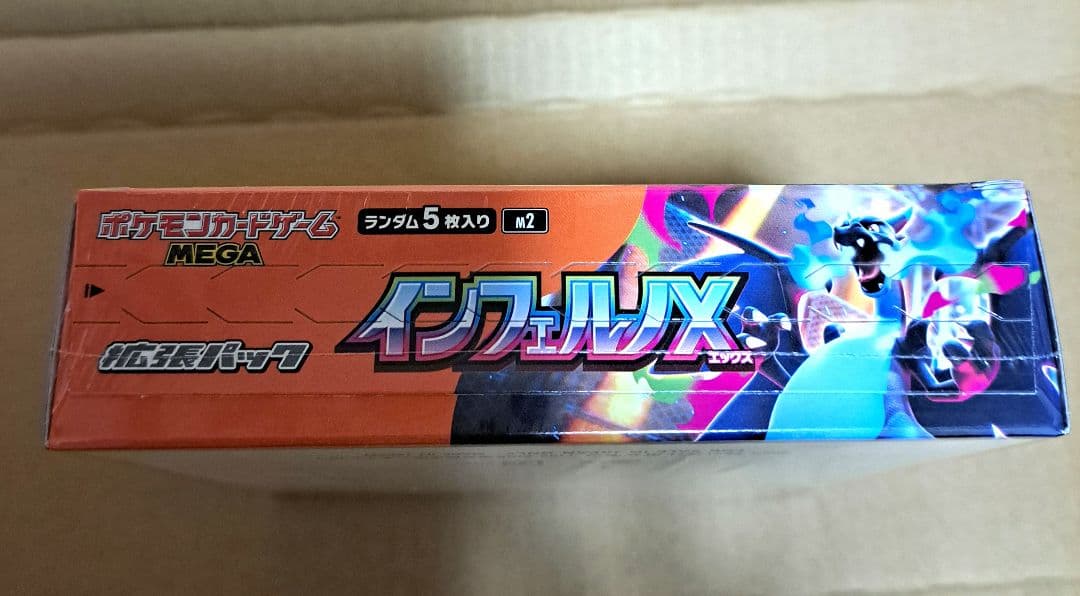 ポケモンカードゲーム
MEGA
ランダム5枚入り
M2
インフェルノX
エックス
拡張パック